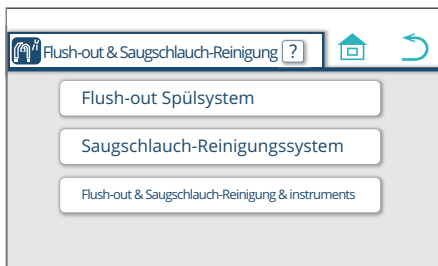 Flush-out & Saugschlauch-Reinigung ?
Flush-out Spülsystem
Saugschlauch-Reinigungssystem
Flush-out & Saugschlauch-Reinigung & instruments